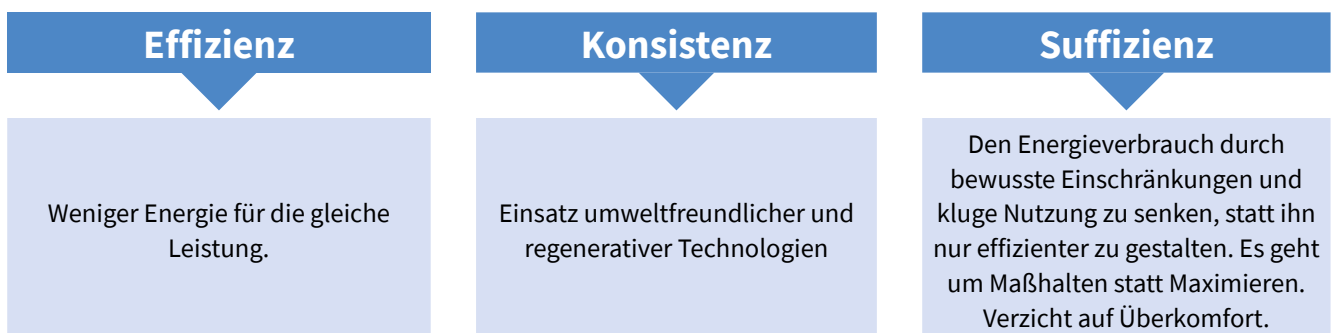 Effizienz
Weniger Energie für die gleiche
Leistung.
Konsistenz
Einsatz umweltfreundlicher und
regenerativer Technologien
Suffizienz
Den Energieverbrauch durch
bewusste Einschränkungen und
kluge Nutzung zu senken, statt ihn
nur effizienter zu gestalten. Es geht
um Maßhalten statt Maximieren.
Verzicht auf Überkomfort.